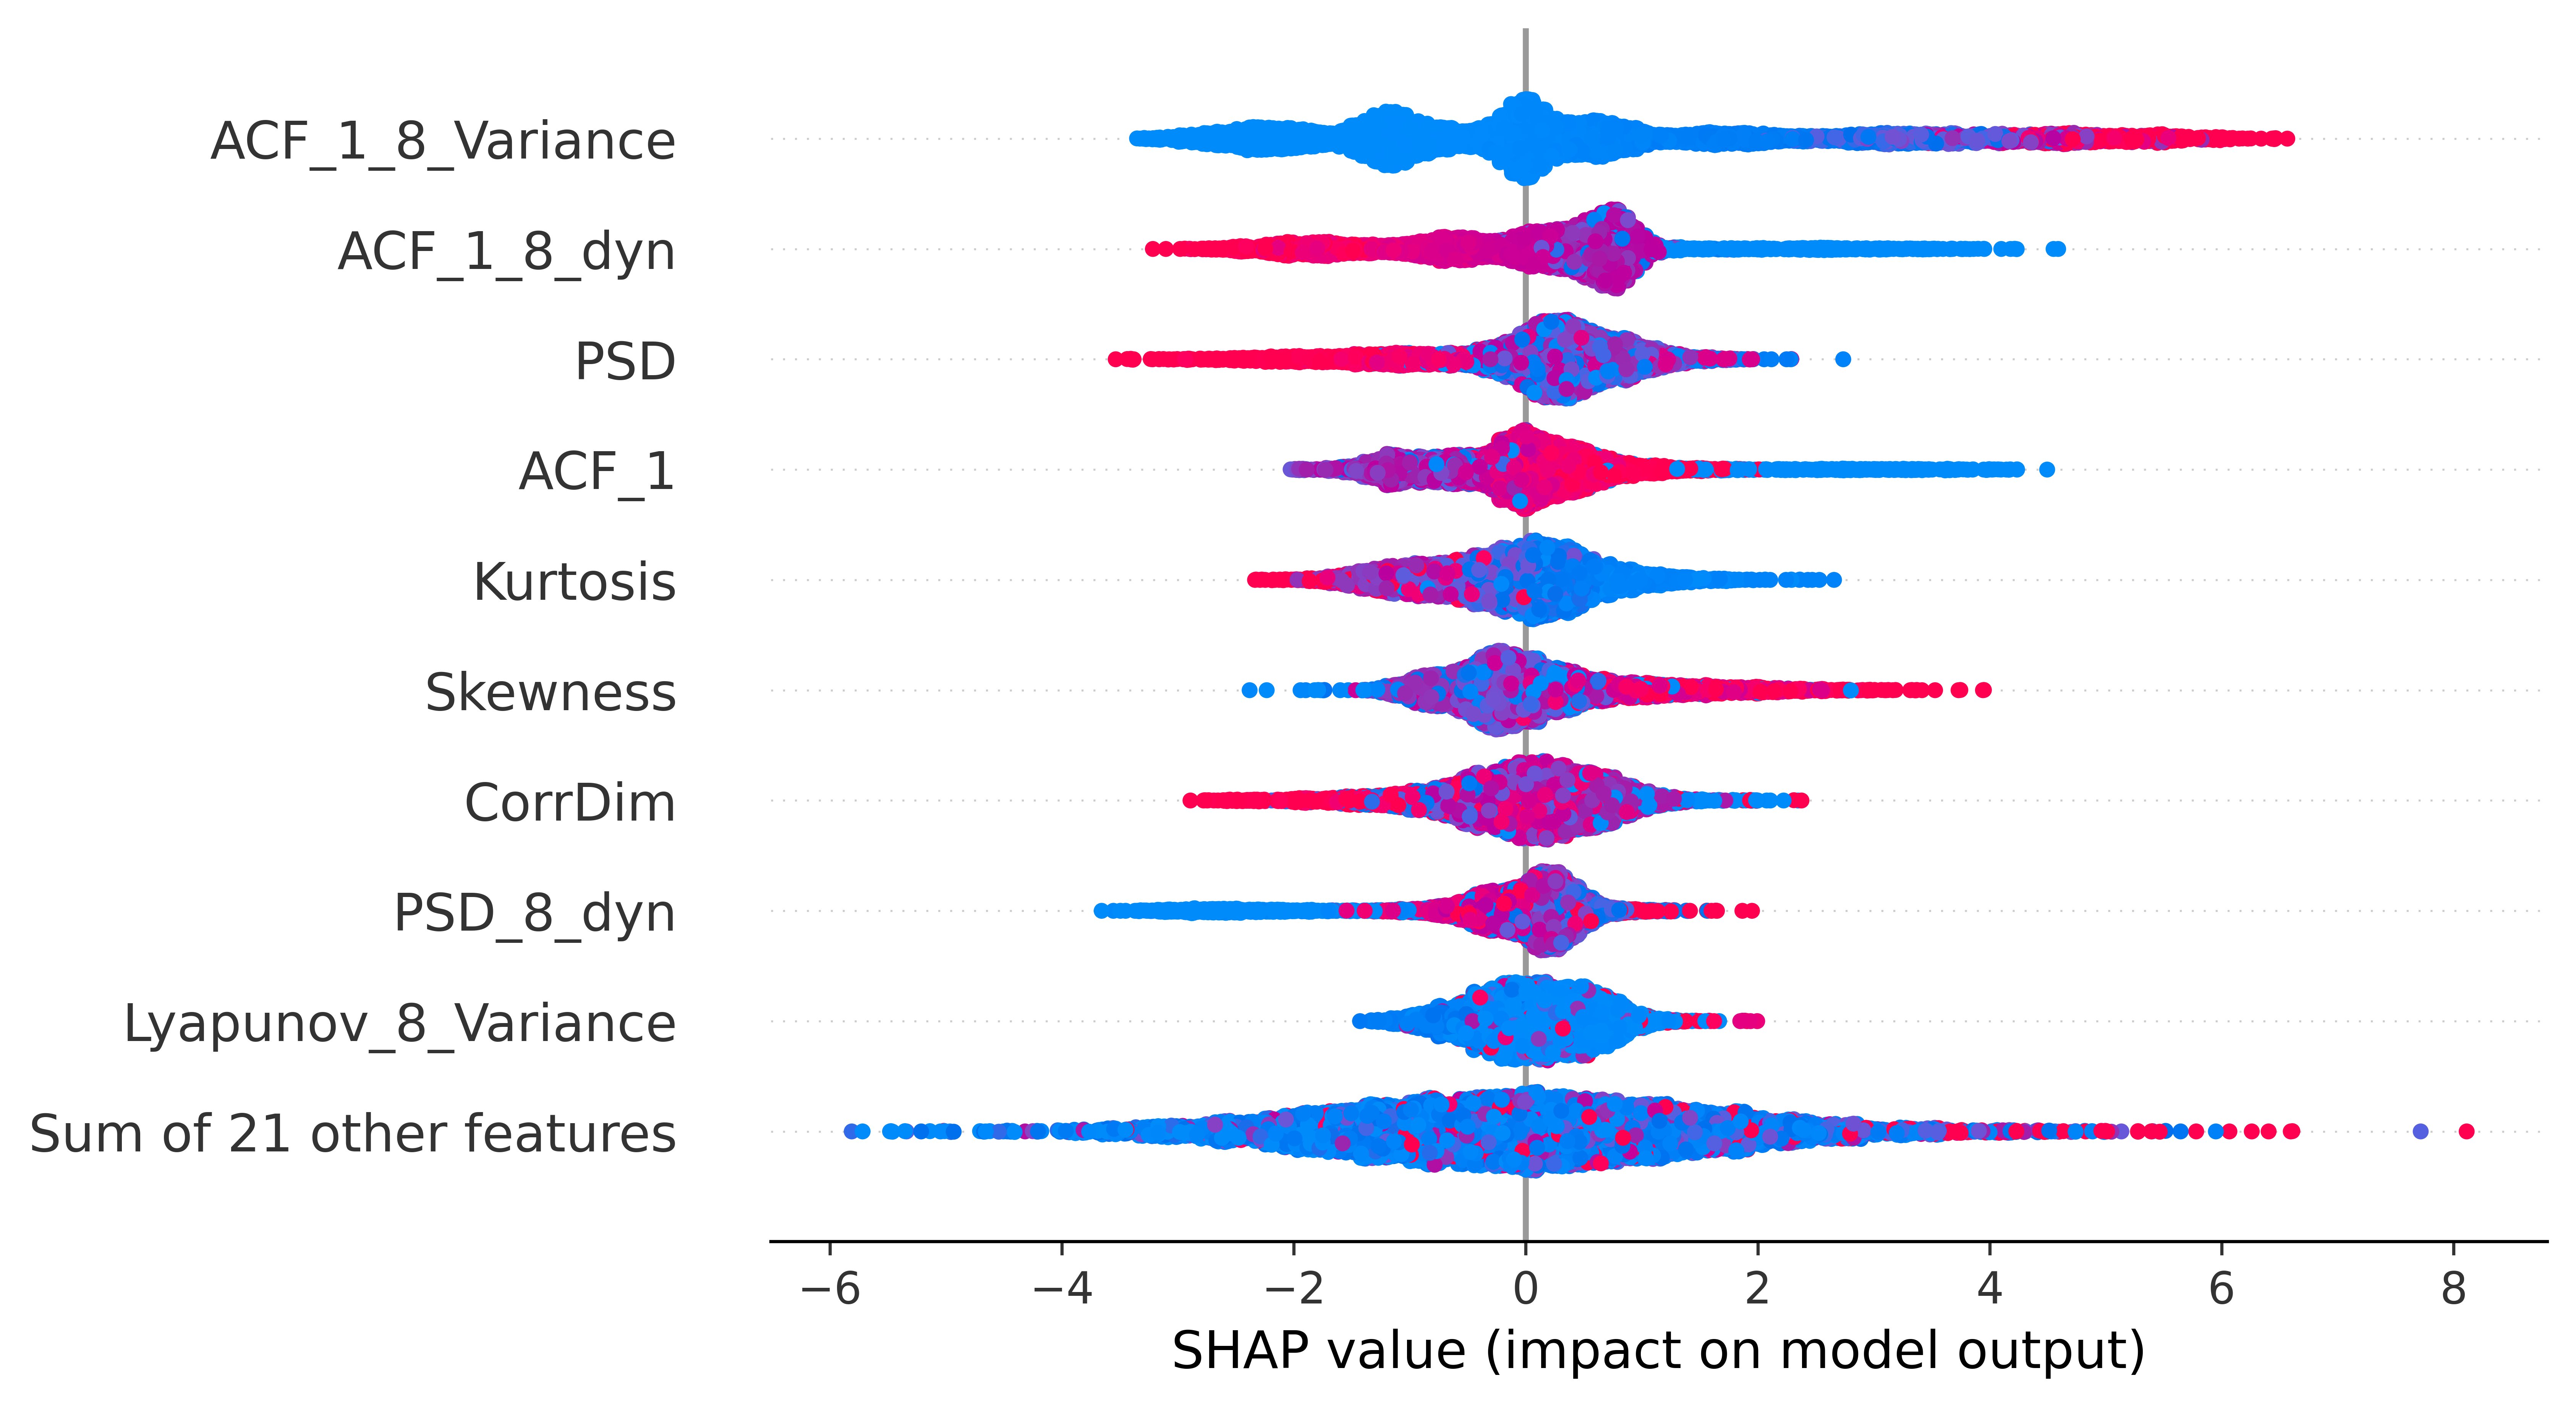 ACF_1_8_Variance
ACF_1_8_dyn
PSD
ACF_1
Kurtosis
Skewness
CorrDim
PSD_8_dyn
Lyapunov_8_Variance
Sum of 21 other features
−6 −4 −2 0 2 4 6 8
SHAP value (impact on model output)